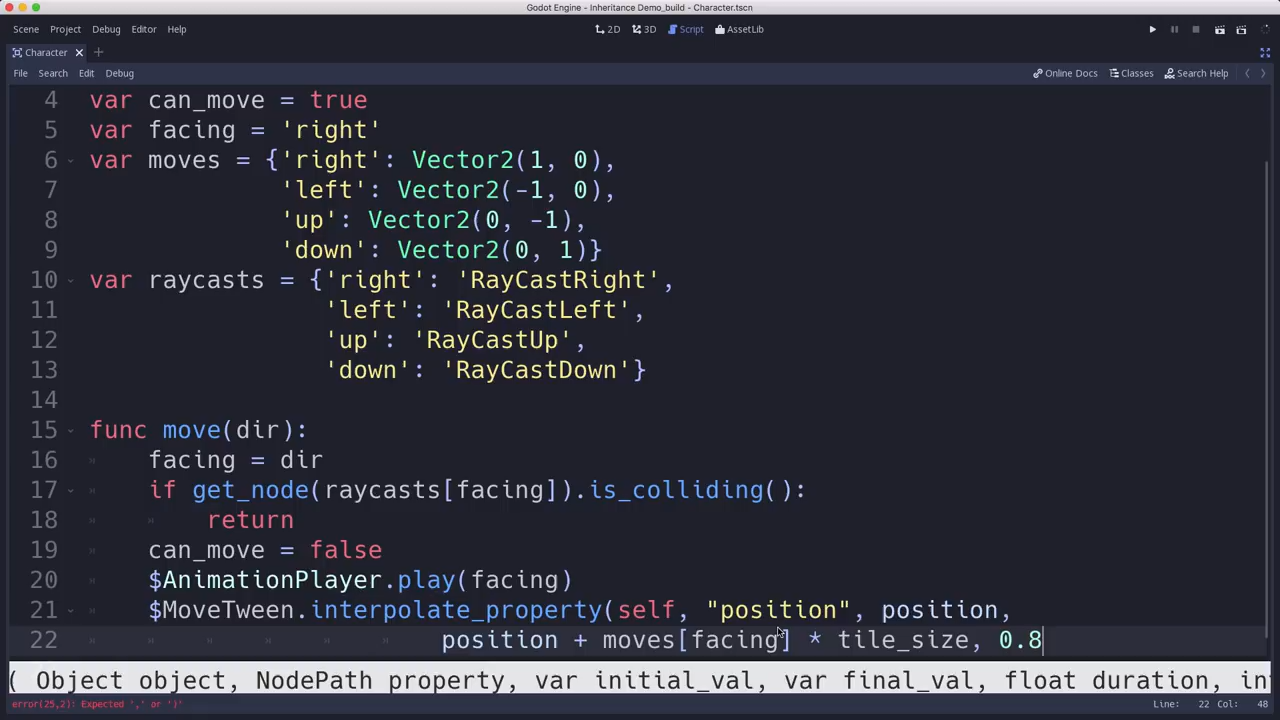 Godot Engine - Inheritance Demo_build - Character.tscn
Scene Project Debug Editor Help 2D 3D Script AssetLib
Character
File Search Edit Debug Online Docs Classes Search Help
4 var can_move = true
5 var facing = 'right'
6 var moves = {'right': Vector2(1, 0),
7 'left': Vector2(-1, 0),
8 'up': Vector2(0, -1),
9 'down': Vector2(0, 1)}
10 var raycasts = {'right': 'RayCastRight',
11 'left': 'RayCastLeft',
12 'up': 'RayCastUp',
13 'down': 'RayCastDown'}
14
15 func move(dir):
16 facing = dir
17 if get_node(raycasts[facing]).is_colliding():
18 return
19 can_move = false
20 $AnimationPlayer.play(facing)
21 $MoveTween.interpolate_property(self, "position", position,
22 position + moves[facing] * tile_size, 0.8
( Object object, NodePath property, var initial_val, var final_val, float duration, in
error(25,2): Expected ',' or ')' Line: 22 Col: 48